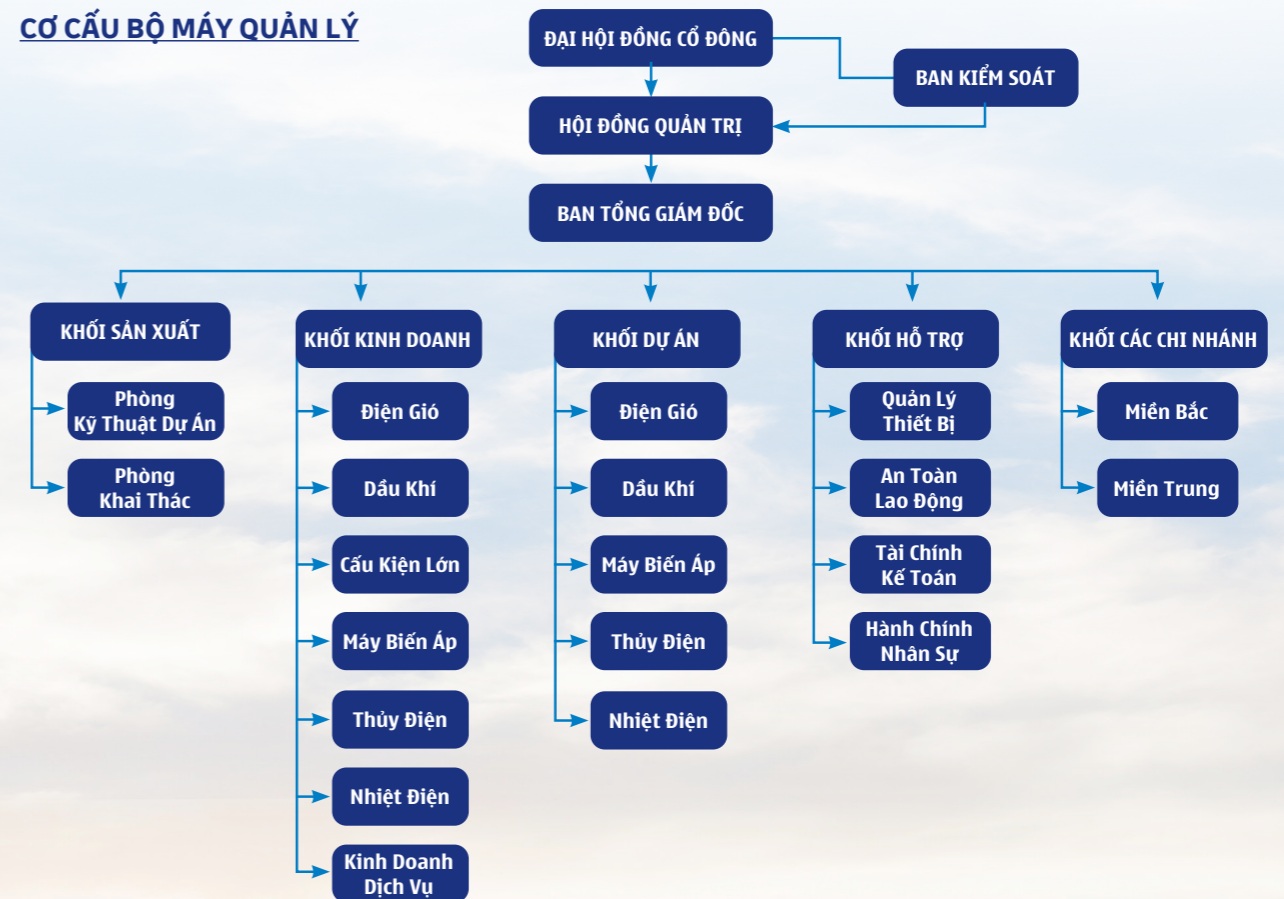 CƠ CẤU BỘ MÁY QUẢN LÝ
ĐẠI HỘI ĐỒNG CỔ ĐÔNG
BAN KIỂM SOÁT
HỘI ĐỒNG QUẢN TRỊ
BAN TỔNG GIÁM ĐỐC
KHỐI SẢN XUẤT
Phòng
Kỹ Thuật Dự Án
Phòng
Khai Thác
KHỐI KINH DOANH
Điện Gió
Dầu Khí
Cấu Kiện Lớn
Máy Biến Áp
Thủy Điện
Nhiệt Điện
Kinh Doanh
Dịch Vụ
KHỐI DỰ ÁN
Điện Gió
Dầu Khí
Máy Biến Áp
Thủy Điện
Nhiệt Điện
KHỐI HỖ TRỢ
Quản Lý
Thiết Bị
An Toàn
Lao Động
Tài Chính
Kế Toán
Hành Chính
Nhân Sự
KHỐI CÁC CHI NHÁNH
Miền Bắc
Miền Trung